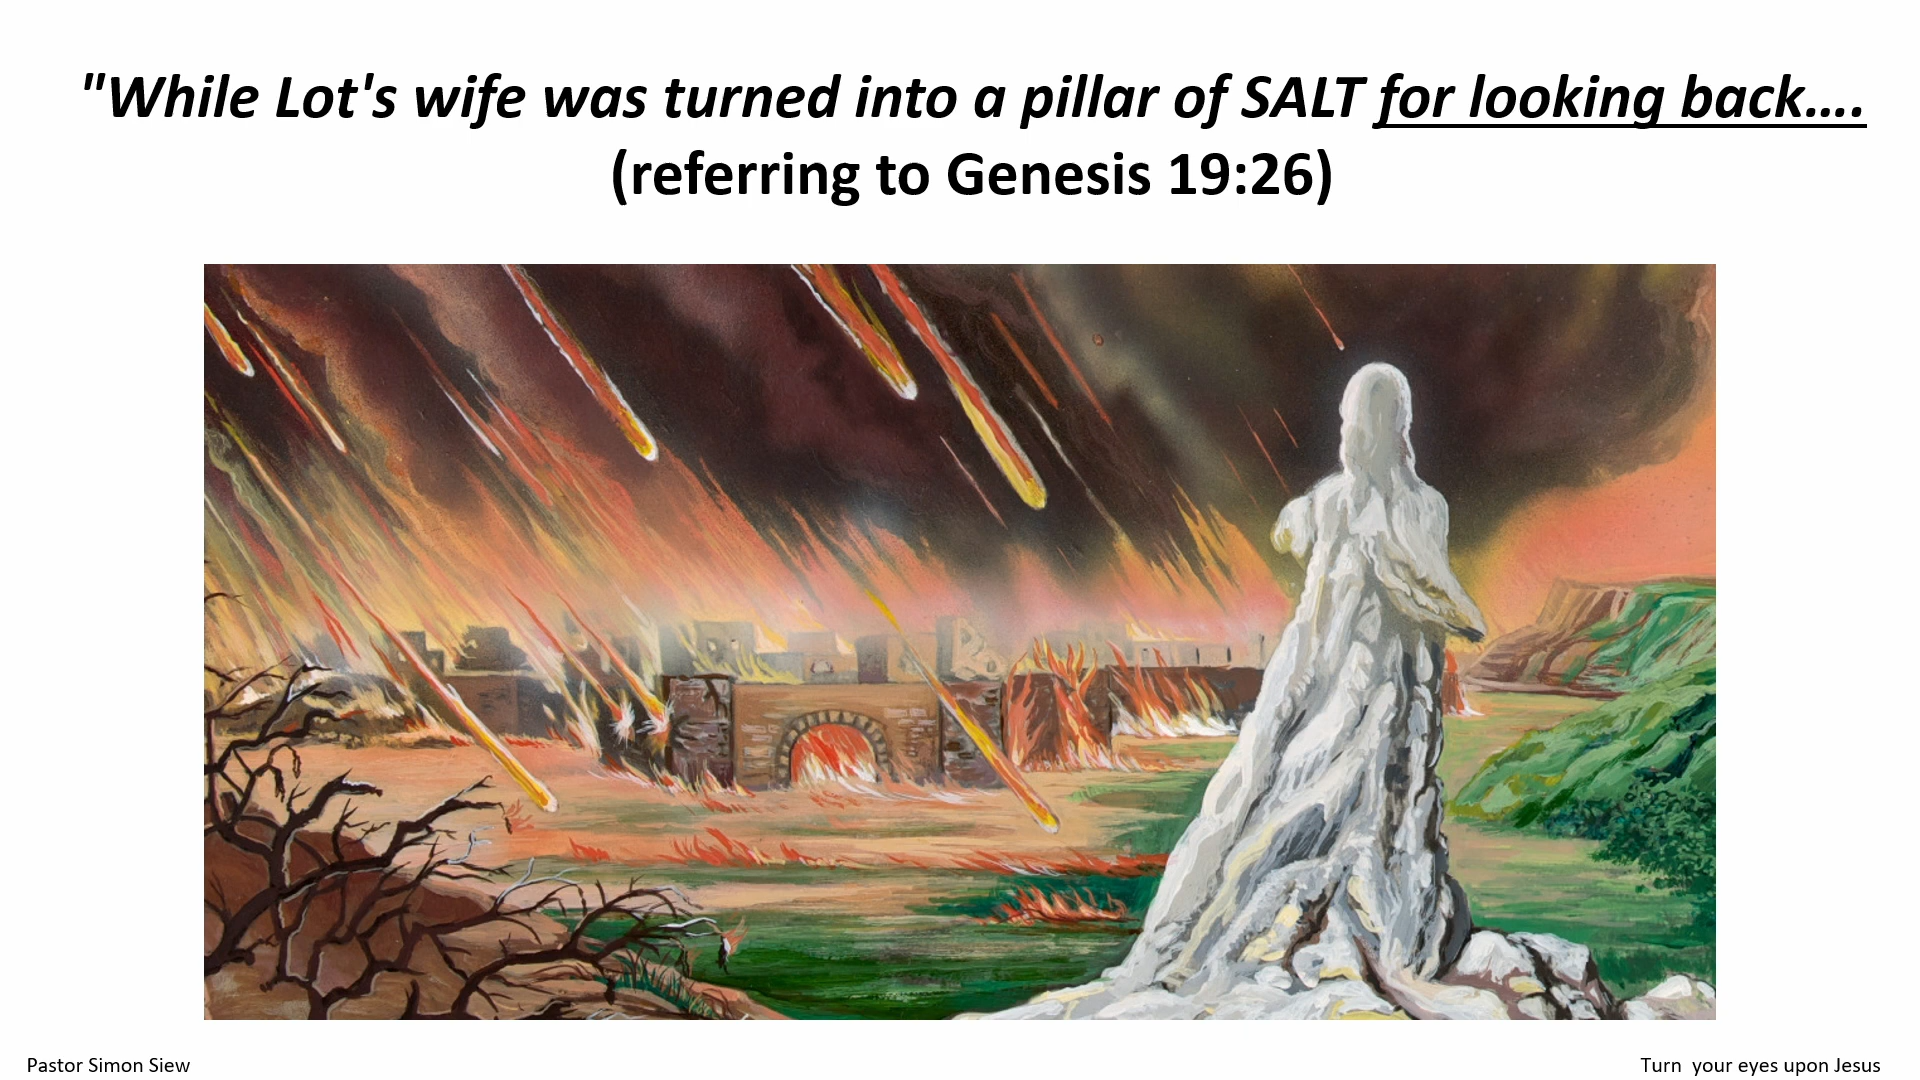 "While Lot's wife was turned into a pillar of SALT for looking back....
(referring to Genesis 19:26)
Pastor Simon Siew
Turn  your eyes upon Jesus